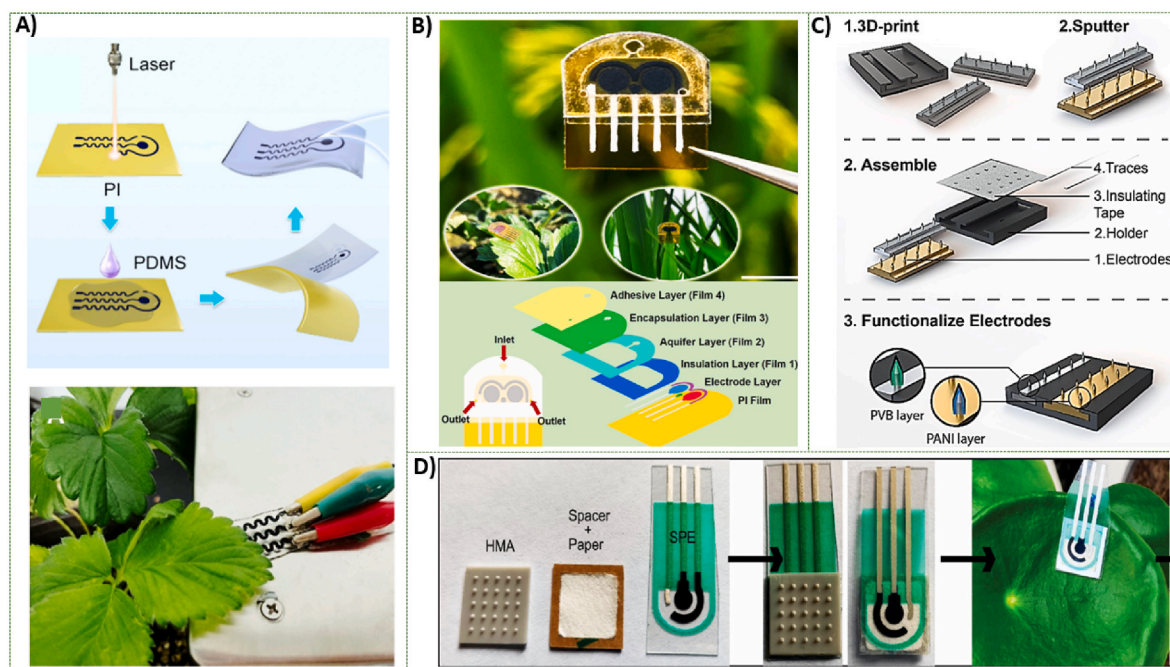 A)
Laser
PI
PDMS
B)
Adhesive Layer (Film 4)
Encapsulation Layer (Film 3)
Aquifer Layer (Film 2)
Insulation Layer (Film 1)
Electrode Layer
PI Film
Inlet
Outlet
Outlet
C)
1.3D-print
2.Sputter
2. Assemble
4.Traces
3.Insulating
Tape
2.Holder
1.Electrodes
3. Functionalize Electrodes
PVB layer
PANI layer
D)
HMA
Spacer
+
Paper
SPE